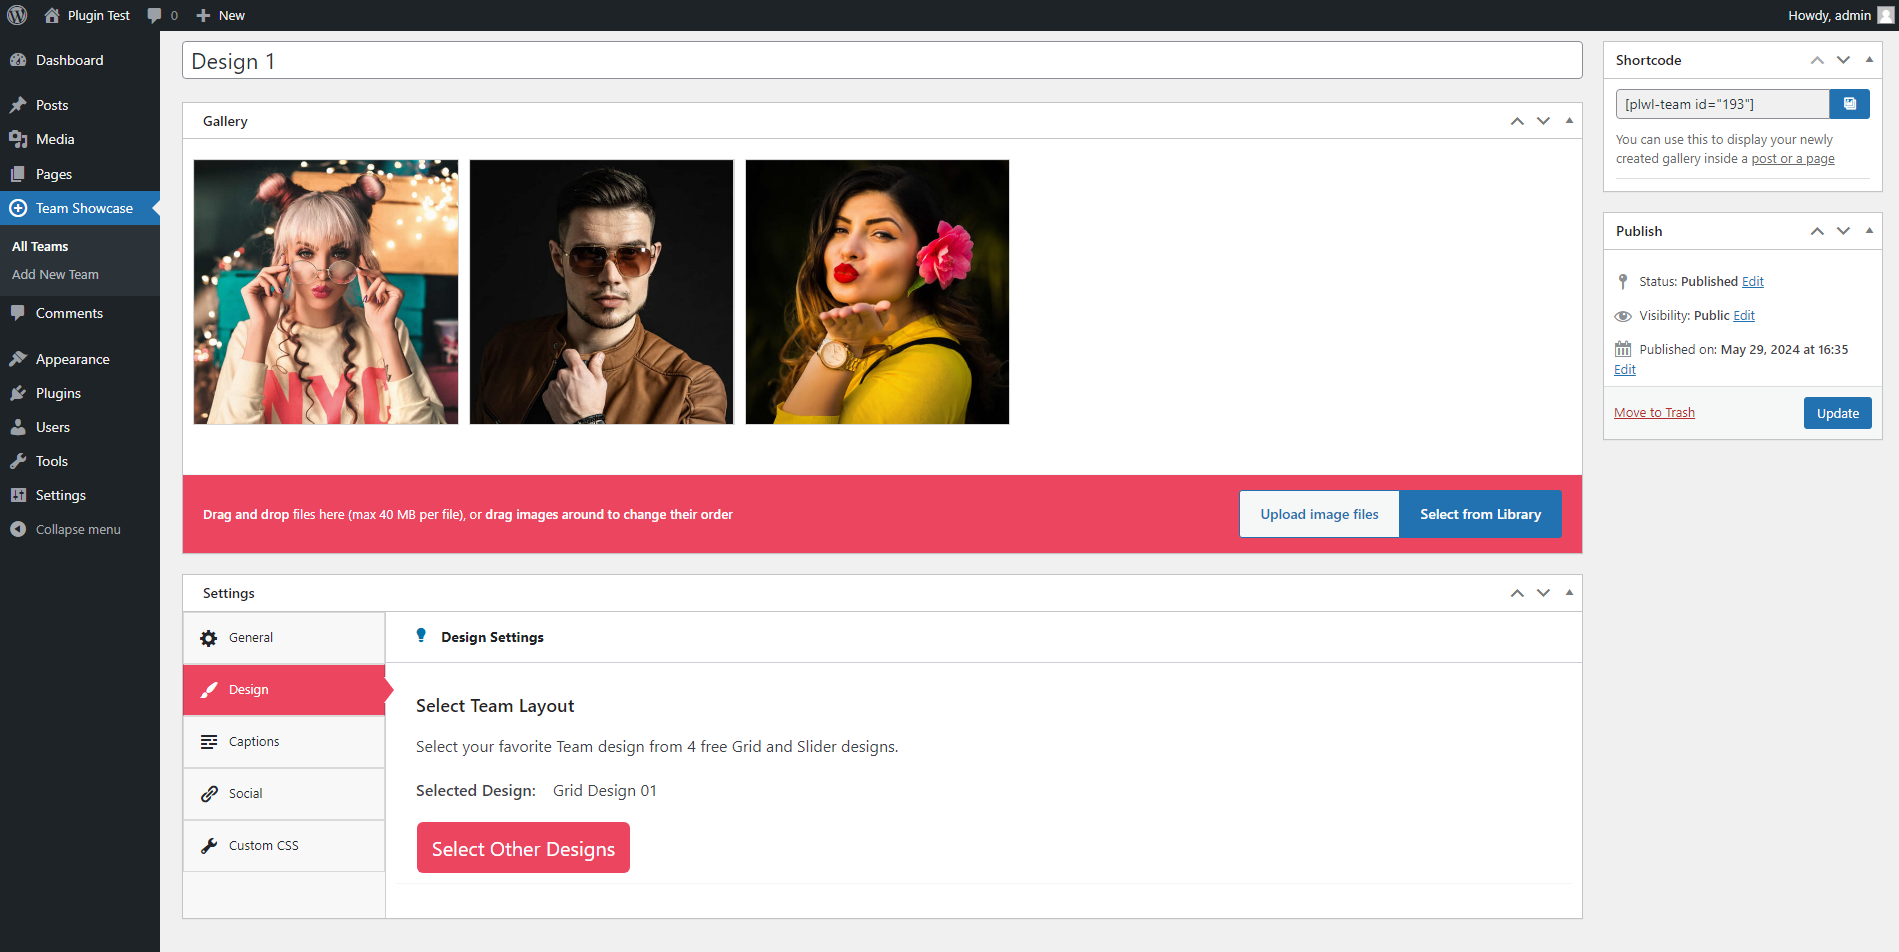 Plugin Test
0
New
Howdy, admin
Dashboard
Posts
Media
Pages
Team Showcase
All Teams
Add New Team
Comments
Appearance
Plugins
Users
Tools
Settings
Collapse menu
Design 1
Gallery
NYC
Drag and drop files here (max 40 MB per file), or drag images around to change their order
Upload image files
Select from Library
Settings
General
Design
Captions
Social
Custom CSS
Design Settings
Select Team Layout
Select your favorite Team design from 4 free Grid and Slider designs.
Selected Design: Grid Design 01
Select Other Designs
Shortcode
[plwl-team id="193"]
You can use this to display your newly
created gallery inside a post or a page
Publish
Status: Published Edit
Visibility: Public Edit
Published on: May 29, 2024 at 16:35
Edit
Move to Trash
Update